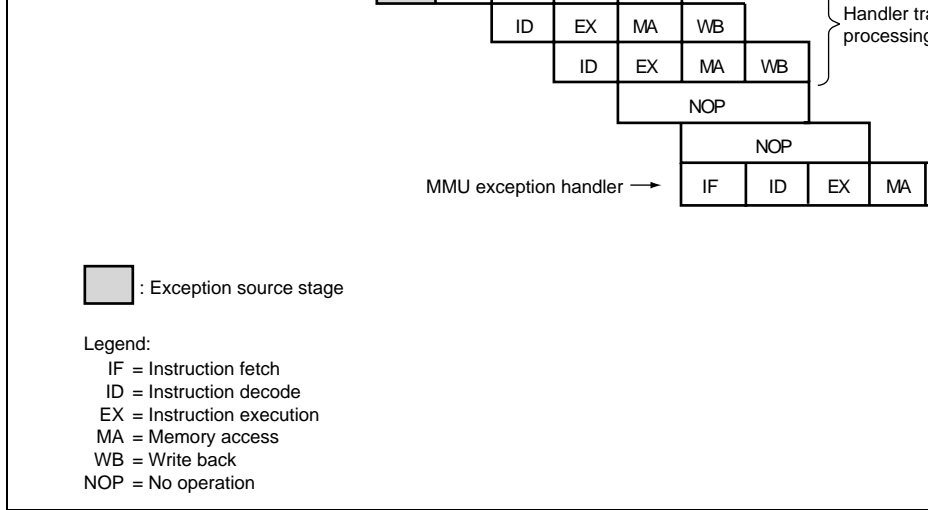 Handler
ID EX MA WB
processing
ID EX MA WB
NOP
NOP
MMU exception handler IF ID EX MA
: Exception source stage
Legend:
IF = Instruction fetch
ID = Instruction decode
EX = Instruction execution
MA = Memory access
WB = Write back
NOP = No operation